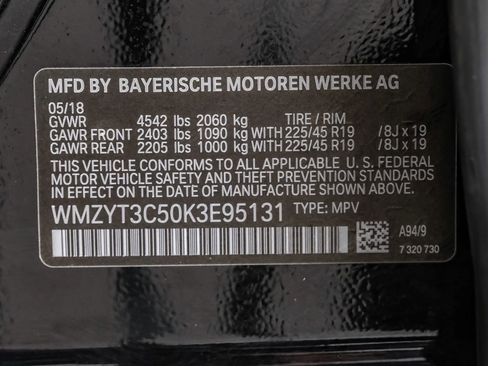 MFD BY BAYERISCHE MOTOREN WERKE AG
05/18
GVWR 4542 lbs 2060 kg TIRE / RIM
GAWR FRONT 2403 lbs 1090 kg WITH 225/45 R19 /8J x 19
GAWR REAR 2205 lbs 1000 kg WITH 225/45 R19 /8J x 19
THIS VEHICLE CONFORMS TO ALL APPLICABLE U. S. FEDERAL
MOTOR VEHICLE SAFETY AND THEFT PREVENTION STANDARDS
IN EFFECT ON THE DATE OF MANUFACTURE SHOWN ABOVE.
WMZYT3C50K3E95131 TYPE: MPV
A94/9
7 320 730